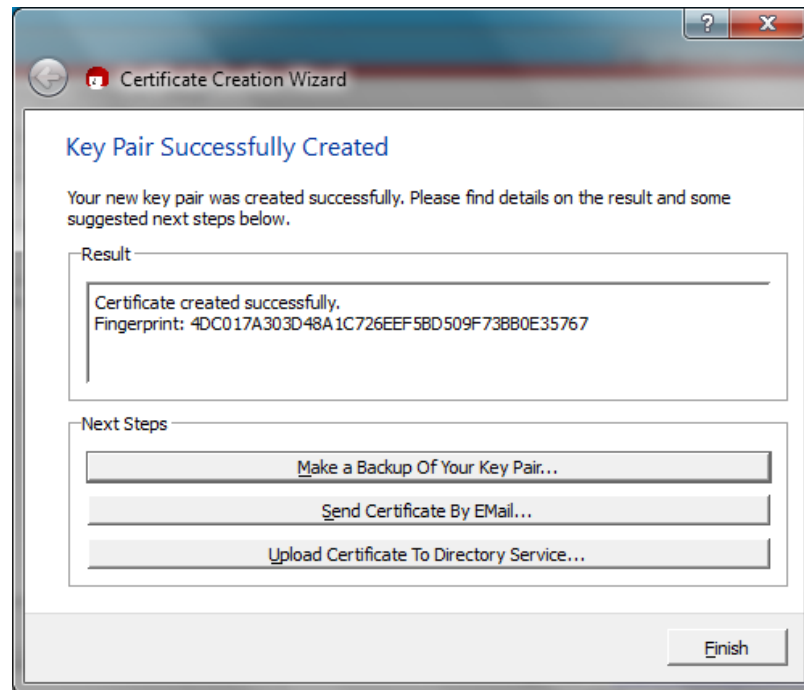 ?
X
Certificate Creation Wizard
Key Pair Successfully Created
Your new key pair was created successfully. Please find details on the result and some
suggested next steps below.
Result
Certificate created successfully.
Fingerprint: 4DC017A303D48A1C726EEF5BD509F73BB0E35767
Next Steps
Make a Backup Of Your Key Pair...
Send Certificate By EMail...
Upload Certificate To Directory Service...
Finish